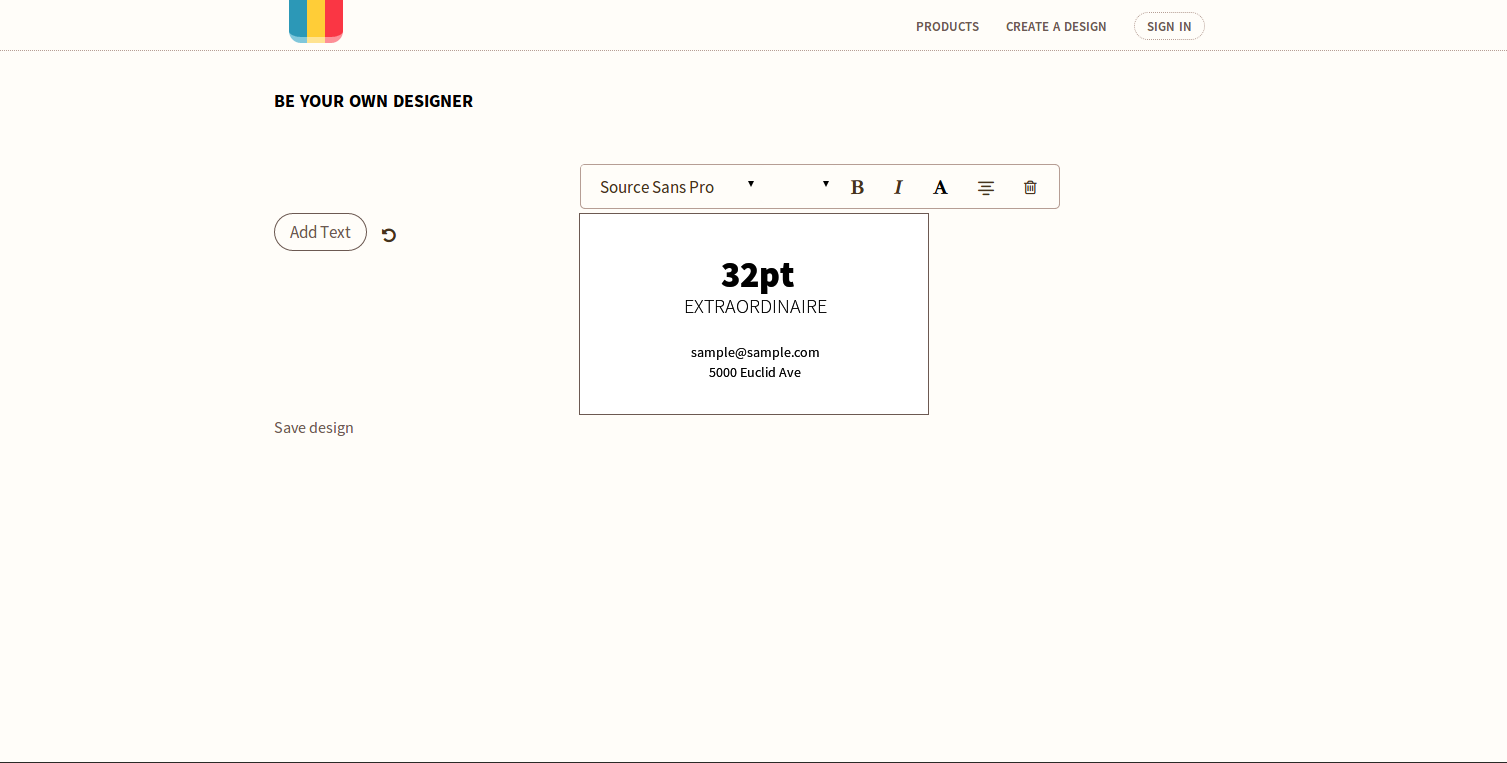 PRODUCTS CREATE A DESIGN SIGN IN
BE YOUR OWN DESIGNER
Source Sans Pro B I A
Add Text
32pt
EXTRAORDINAIRE
sample@sample.com
5000 Euclid Ave
Save design